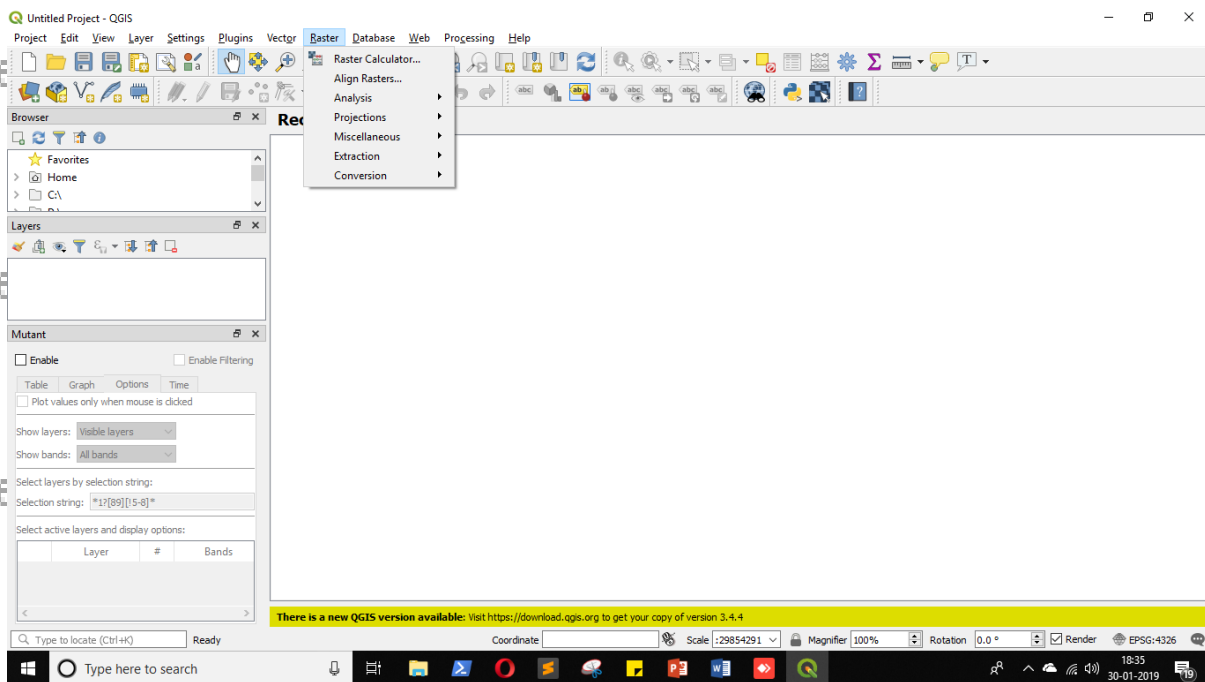 Untitled Project - QGIS
Project Edit View Layer Settings Plugins Vector Raster Database Web Processing Help
Raster Calculator...
Align Rasters...
Analysis
Projections
Miscellaneous
Extraction
Conversion
Browser
Rec
Favorites
Home
C:\
Layers
Mutant
Enable
Enable Filtering
Table Graph Options Time
Plot values only when mouse is clicked
Show layers: Visible layers
Show bands: All bands
Select layers by selection string:
Selection string: *1?[89][!5-8]*
Select active layers and display options:
Layer # Bands
There is a new QGIS version available: Visit https://download.qgis.org to get your copy of version 3.4.4
Type to locate (Ctrl+K) Ready Coordinate Scale :29854291 Magnifier 100% Rotation 0.0 ° Render EPSG:4326
Type here to search
18:35
30-01-2019
19